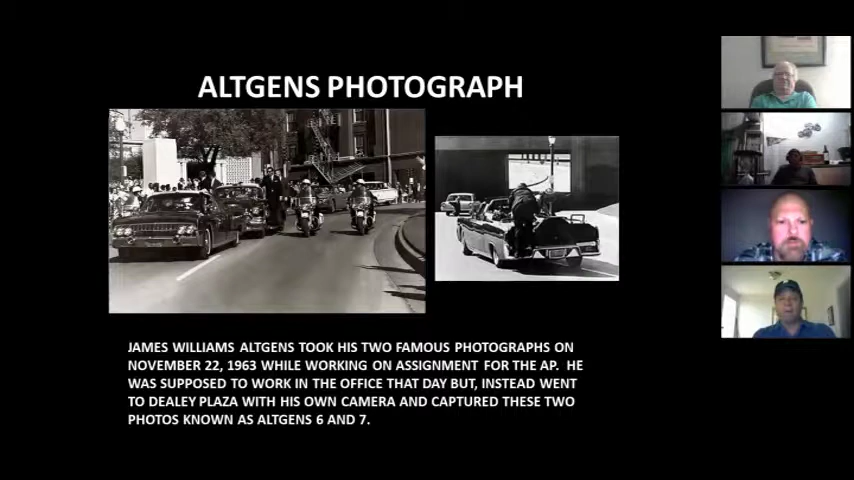 ALTGENS PHOTOGRAPH
JAMES WILLIAMS ALTGENS TOOK HIS TWO FAMOUS PHOTOGRAPHS ON
NOVEMBER 22, 1963 WHILE WORKING ON ASSIGNMENT FOR THE AP. HE
WAS SUPPOSED TO WORK IN THE OFFICE THAT DAY BUT, INSTEAD WENT
TO DEALEY PLAZA WITH HIS OWN CAMERA AND CAPTURED THESE TWO
PHOTOS KNOWN AS ALTGENS 6 AND 7.